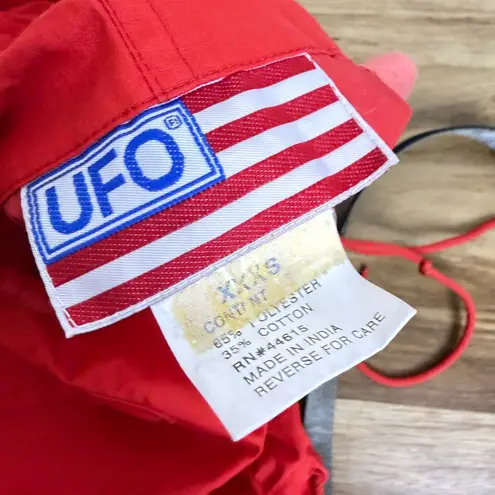 UFO®
XXXS
CONTENT
65% POLYESTER
35% COTTON
RN#44615
MADE IN INDIA
REVERSE FOR CARE